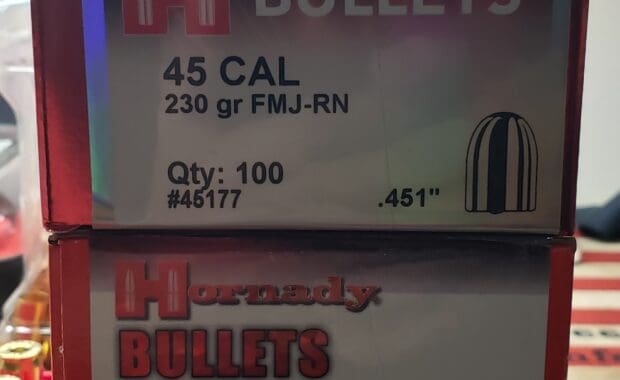 H BULLETS
45 CAL
230 gr FMJ-RN
Qty: 100
#45177 .451"
Hornady
BULLETS